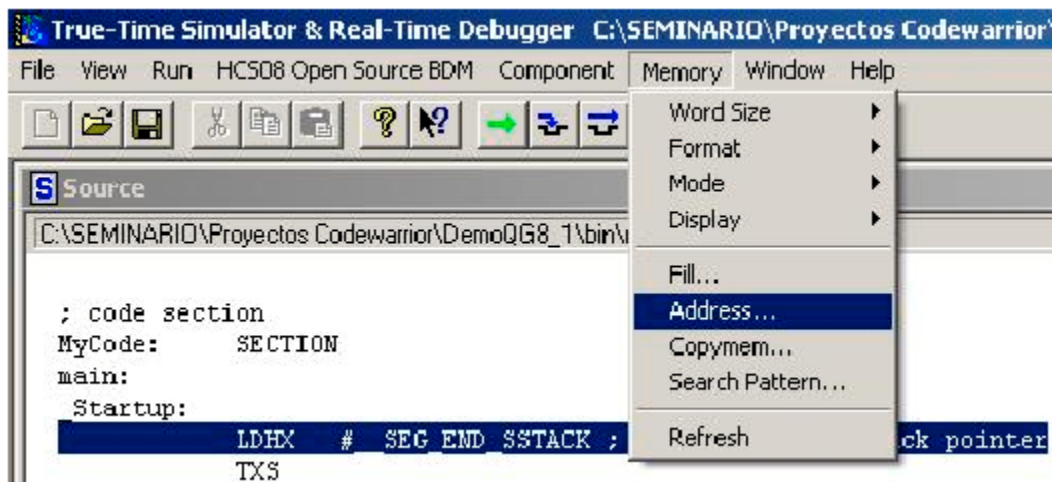 True-Time Simulator & Real-Time Debugger C:\SEMINARIO\Proyectos Codewarrior\
File View Run HCS08 Open Source BDM Component Memory Window Help
Word Size
Format
Mode
Display
Fill...
Address...
Copymem...
Search Pattern...
Refresh
S Source
C:\SEMINARIO\Proyectos Codewarrior\DemoQG8_1\bin\
; code section
MyCode: SECTION
main:
_Startup:
LDHX #__SEG_END_SSTACK ; ck pointer
TXS